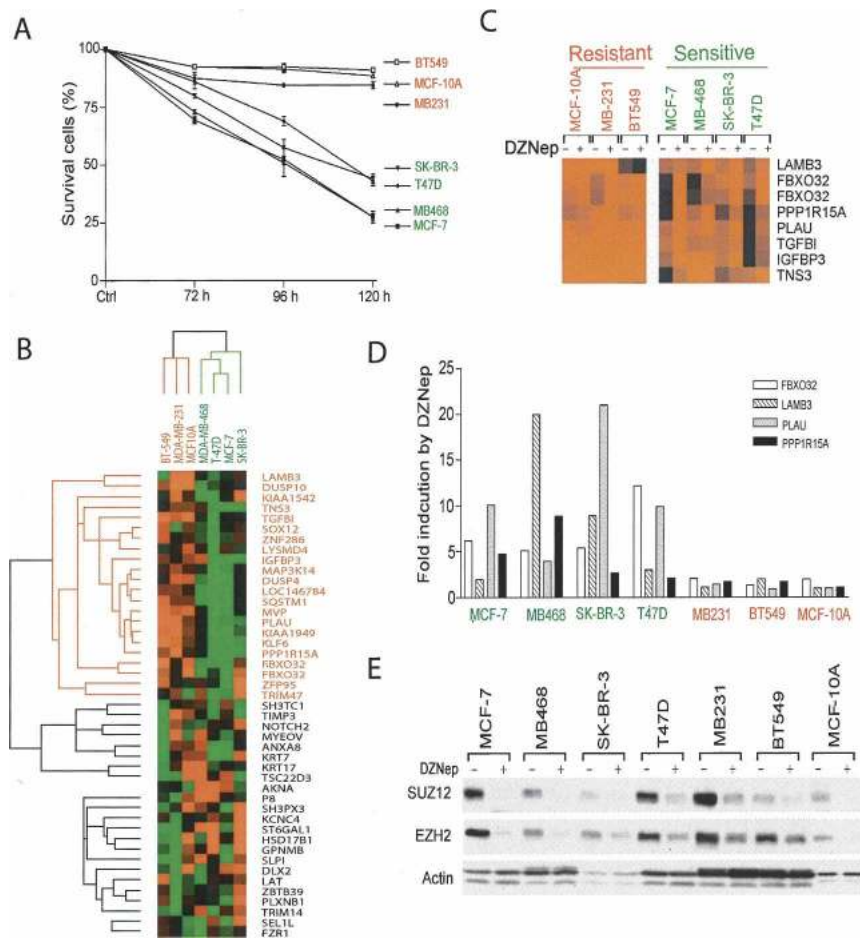 A
Survival cells (%)
100
75
50
25
0
Ctrl
72 h
96 h
120 h
BT549
MCF-10A
MB231
SK-BR-3
T47D
MB468
MCF-7
B
BT-549
MDA-MB-231
MCF10A
MDA-MB-468
T-47D
MCF-7
SK-BR-3
LAMB3
DUSP10
KIAA1542
TNS3
TGFBI
SOX12
ZNF286
LYSMD4
IGFBP3
MAP3K14
DUSP4
LOC146784
SQSTM1
MVP
PLAU
KIAA1949
KLF6
PPP1R15A
FBXO32
FBXO32
ZFP95
TRIM47
SH3TC1
TIMP3
NOTCH2
MYEOV
ANXA8
KRT7
KRT17
TSC22D3
AKNA
P8
SH3PX3
KCNC4
ST6GAL1
HSD17B1
GPNMB
SLPI
DLX2
LAT
ZBTB39
PLXNB1
TRIM14
SEL1L
FZR1
C
Resistant Sensitive
MCF-10A
MB-231
BT549
MCF-7
MB-468
SK-BR-3
T47D
DZNep - + - + - + - + - + - + - +
LAMB3
FBXO32
FBXO32
PPP1R15A
PLAU
TGFBI
IGFBP3
TNS3
D
Fold indcution by DZNep
25
20
15
10
5
0
FBXO32
LAMB3
PLAU
PPP1R15A
MCF-7 MB468 SK-BR-3 T47D MB231 BT549 MCF-10A
E
MCF-7
MB468
SK-BR-3
T47D
MB231
BT549
MCF-10A
DZNep - + - + - + - + - + - + - +
SUZ12
EZH2
Actin